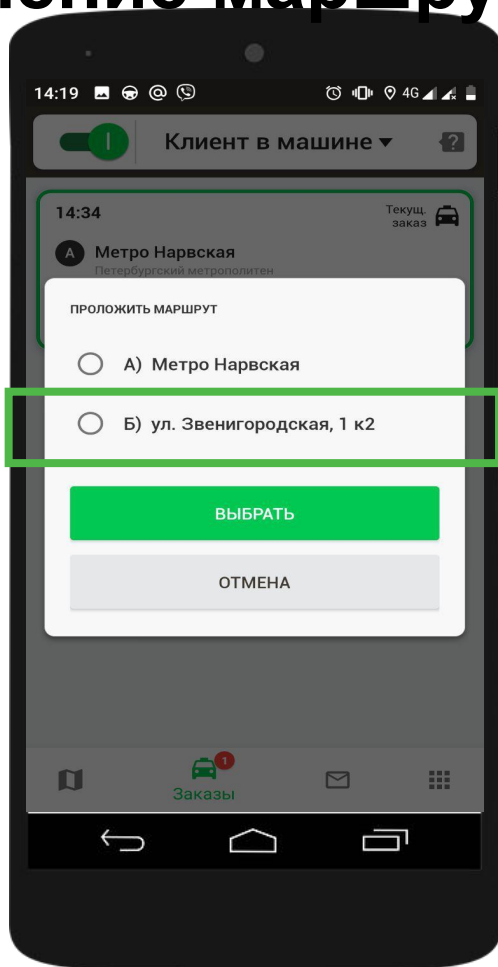 14:19 4G
Клиент в машине
14:34 Текущ. заказ
А Метро Нарвская
Петербургский метрополитен
ПРОЛОЖИТЬ МАРШРУТ
А) Метро Нарвская
Б) ул. Звенигородская, 1 к2
ВЫБРАТЬ
ОТМЕНА
1
Заказы